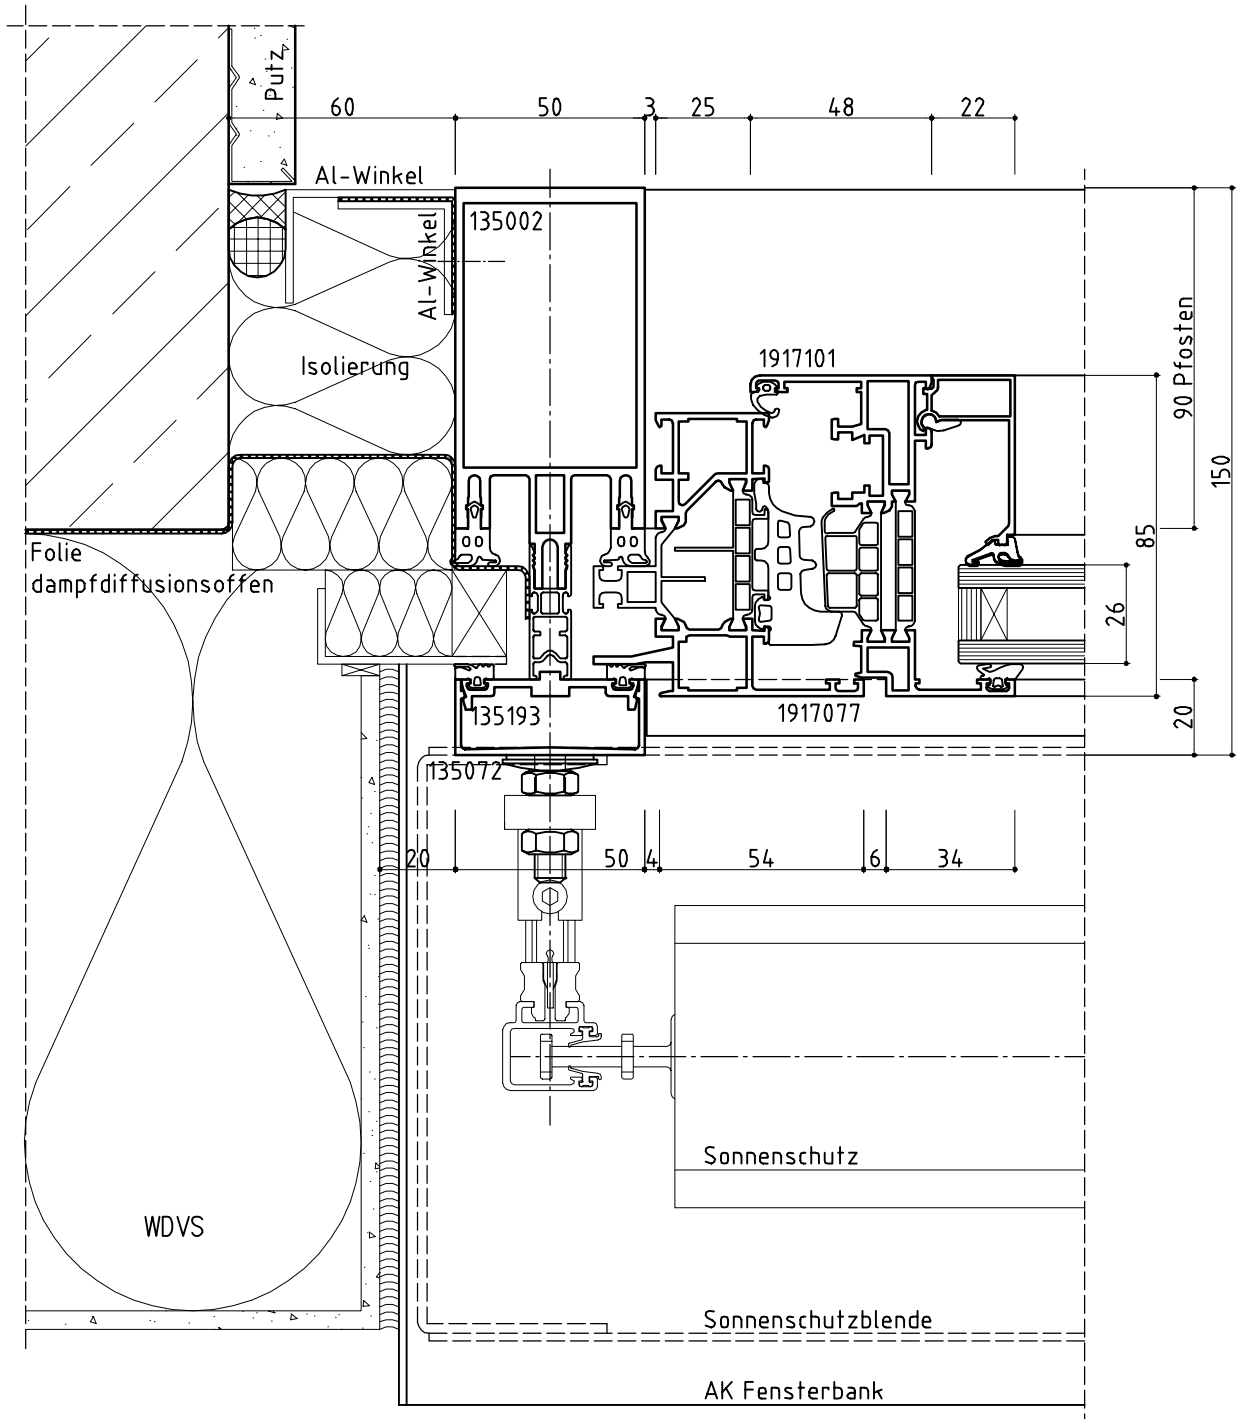 Putz
60
50
3
25
48
22
Al-Winkel
135002
Al-Winkel
90 Pfosten
1917101
Isolierung
150
85
Folie
dampfdiffusionsoffen
26
135193
1917077
20
135072
20
50
4
54
6
34
Sonnenschutz
WDVS
Sonnenschutzblende
AK Fensterbank